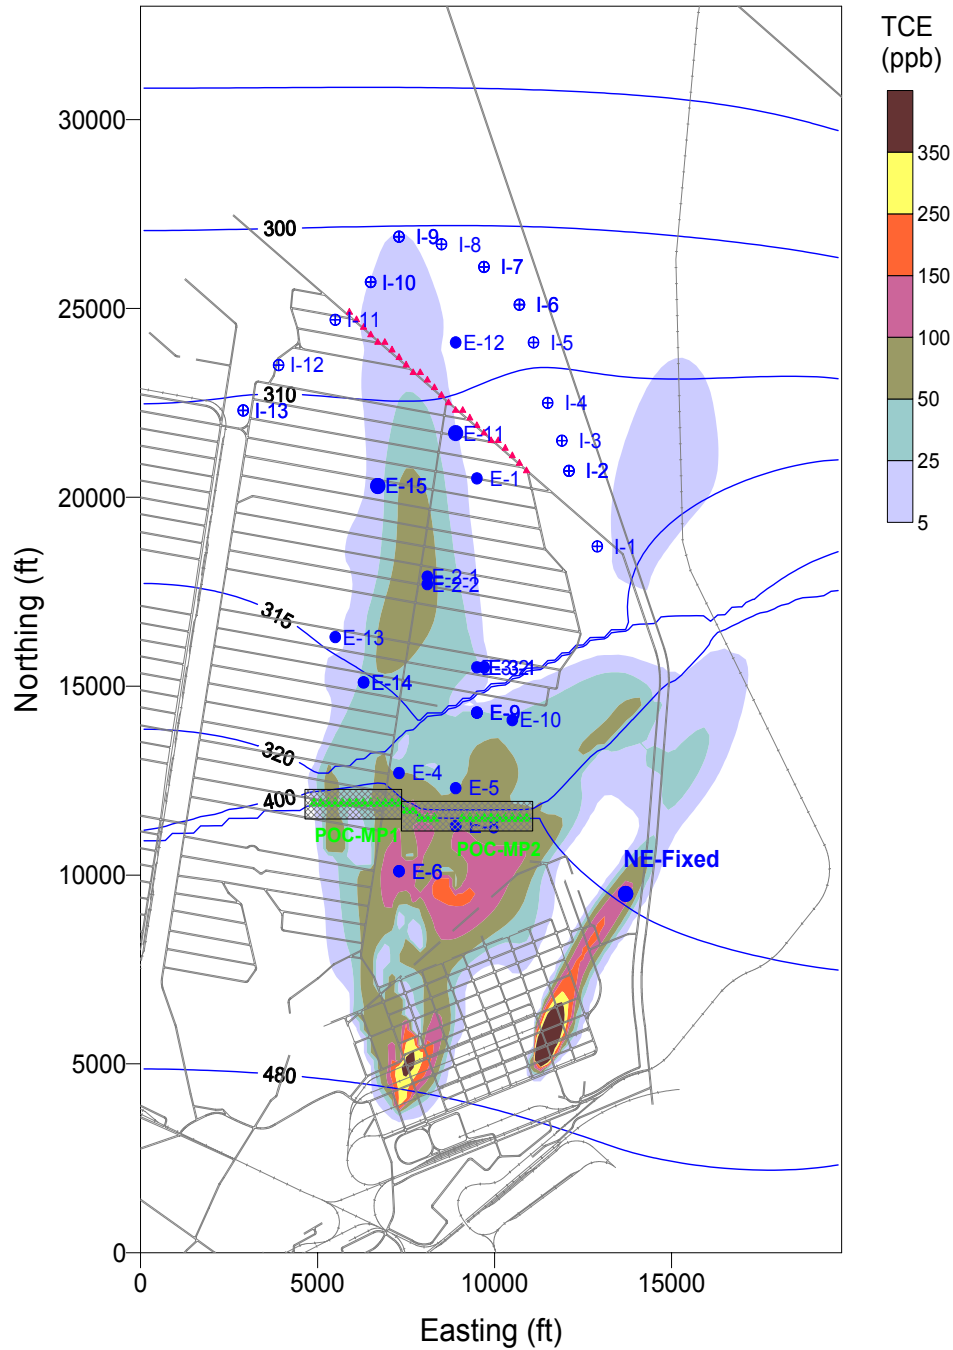 TCE
(ppb)
350
250
150
100
50
25
5
30000
25000
20000
15000
10000
5000
0
0
5000
10000
15000
Northing (ft)
Easting (ft)
300
310
315
320
400
480
I-9
I-8
I-7
I-10
I-6
I-11
E-12
I-5
I-12
I-4
I-13
E-11
I-3
I-2
E-1
E-15
I-1
E-2-1
E-2-2
E-13
E-14
E-9
E-10
E-4
E-5
POC-MP1
POC-MP2
E-6
NE-Fixed